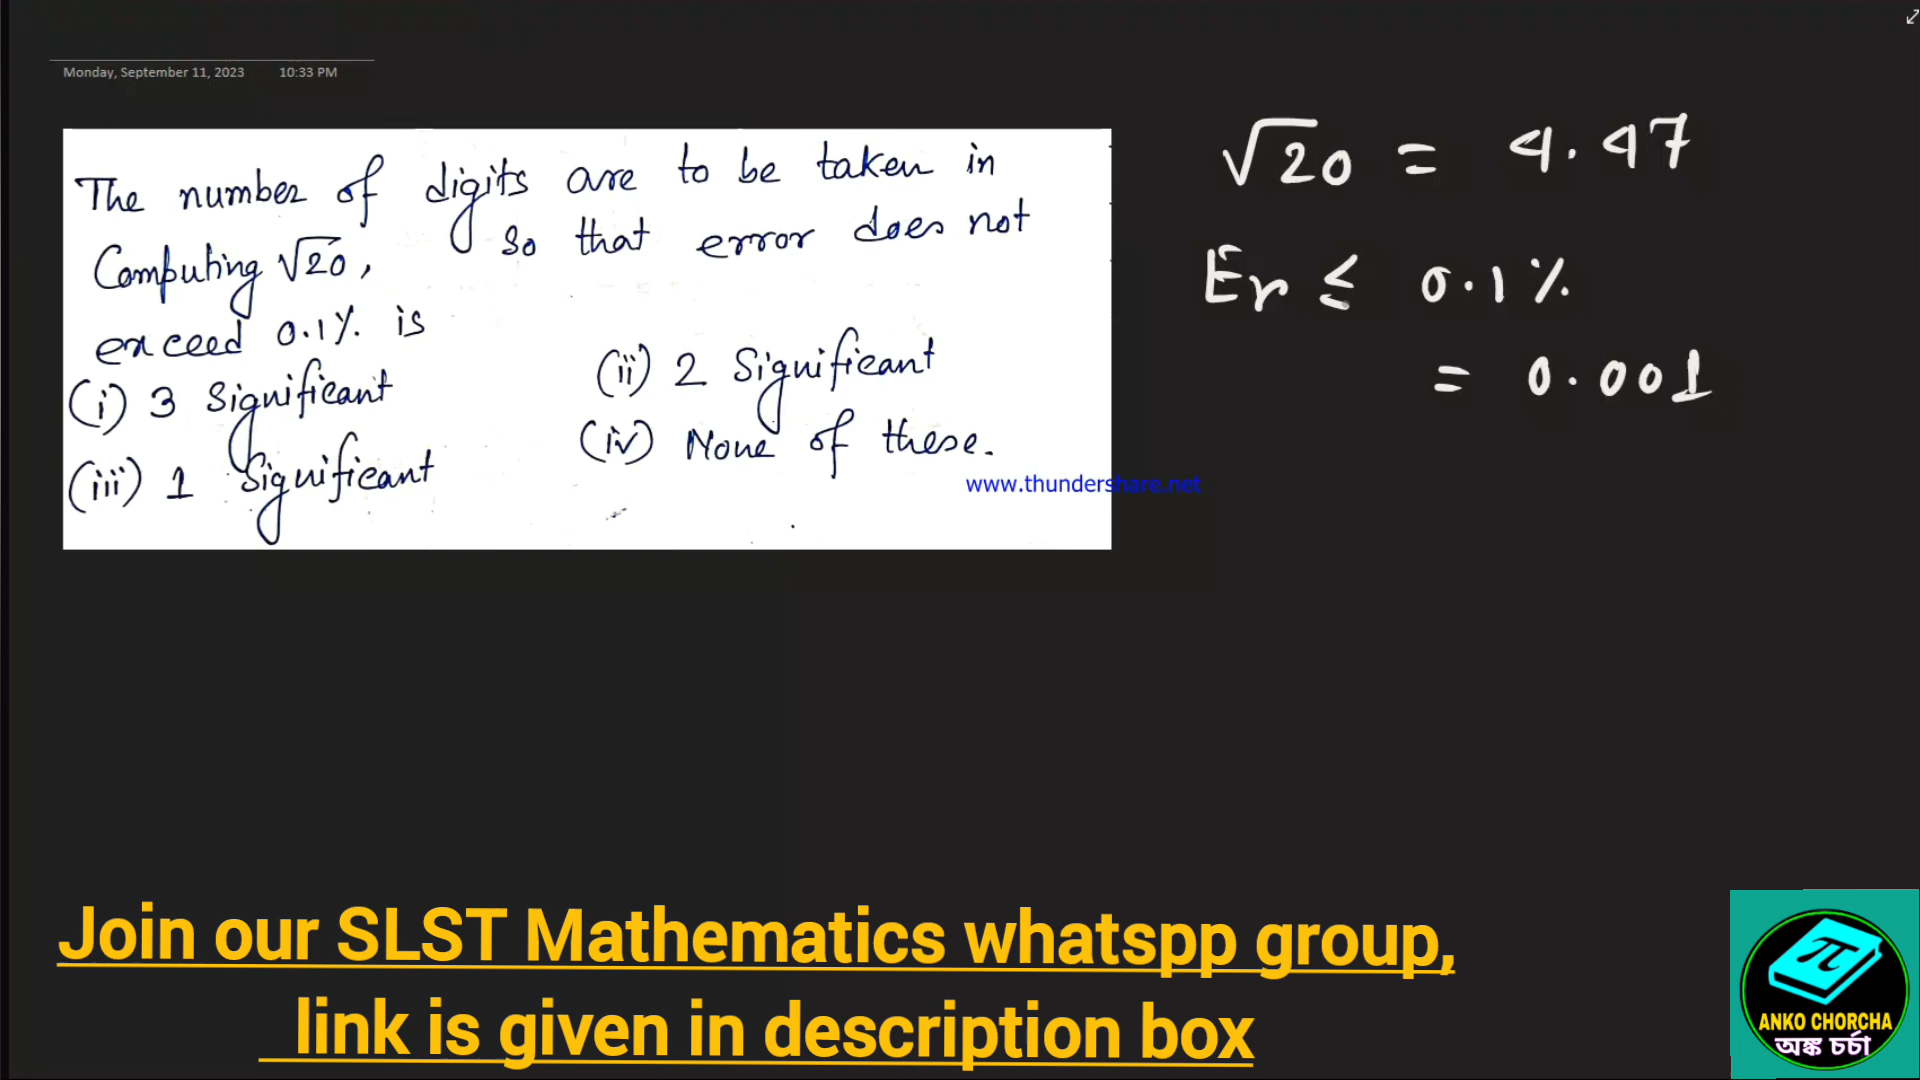 Monday, September 11, 2023 10:33 PM
The number of digits are to be taken in
Computing √20, so that error does not
exceed 0.1% is
(i) 3 Significant (ii) 2 Significant
(iii) 1 Significant (iv) None of these.
www.thundershare.net
√20 = 4.47
Er ≤ 0.1%
= 0.001
Join our SLST Mathematics whatspp group,
link is given in description box
π
ANKO CHORCHA
অঙ্ক চর্চা